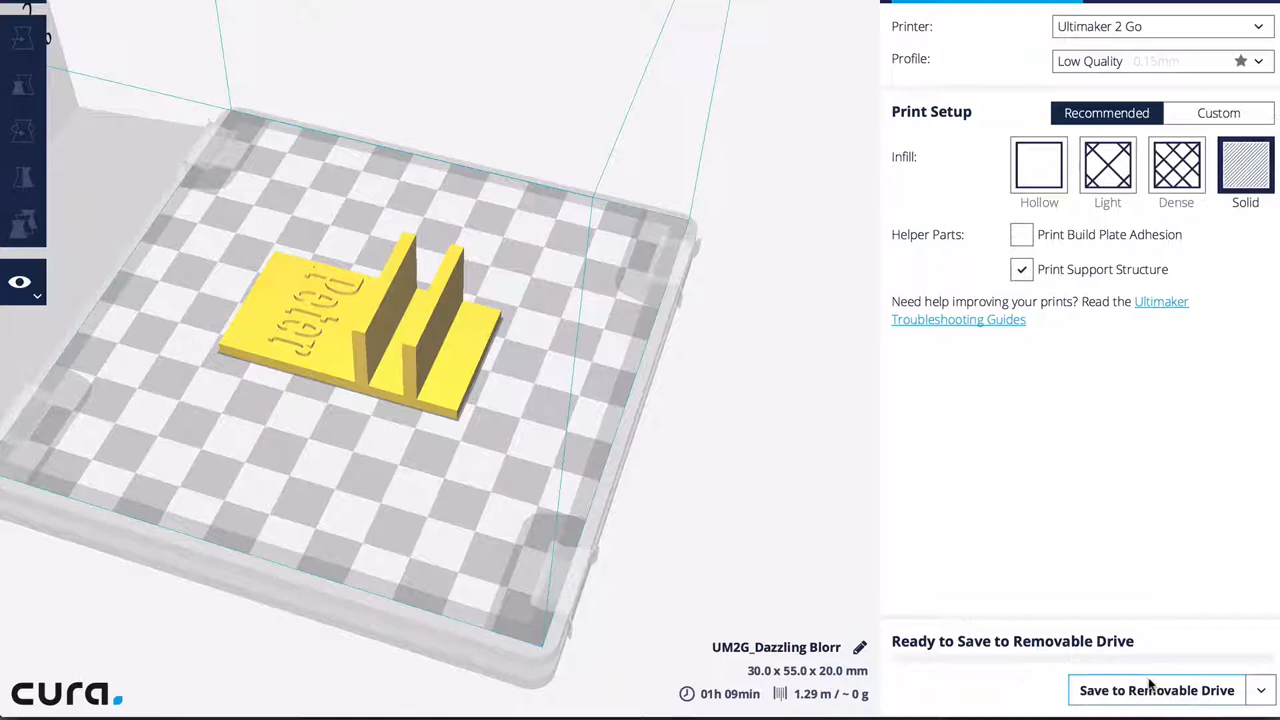 Printer:
Ultimaker 2 Go
Profile:
Low Quality 0.15mm
Print Setup
Recommended
Custom
Infill:
Hollow
Light
Dense
Solid
Helper Parts:
Print Build Plate Adhesion
Print Support Structure
Need help improving your prints? Read the Ultimaker
Troubleshooting Guides
Peter
UM2G_Dazzling Blorr
30.0 x 55.0 x 20.0 mm
01h 09min
1.29 m / ~ 0 g
Ready to Save to Removable Drive
Save to Removable Drive
cura.